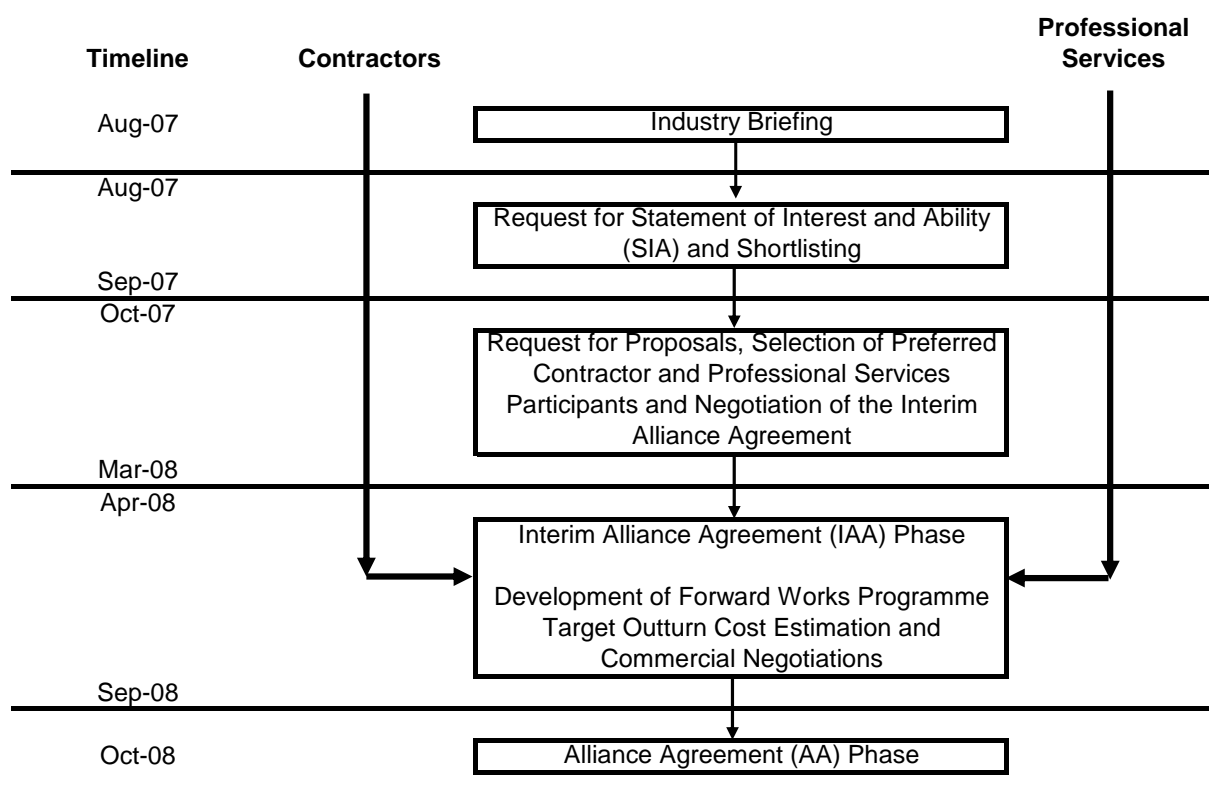 Professional
Timeline Contractors Services
Aug-07 Industry Briefing
Aug-07
Request for Statement of Interest and Ability
(SIA) and Shortlisting
Sep-07
Oct-07
Request for Proposals, Selection of Preferred
Contractor and Professional Services
Participants and Negotiation of the Interim
Alliance Agreement
Mar-08
Apr-08
Interim Alliance Agreement (IAA) Phase
Development of Forward Works Programme
Target Outturn Cost Estimation and
Commercial Negotiations
Sep-08
Oct-08 Alliance Agreement (AA) Phase